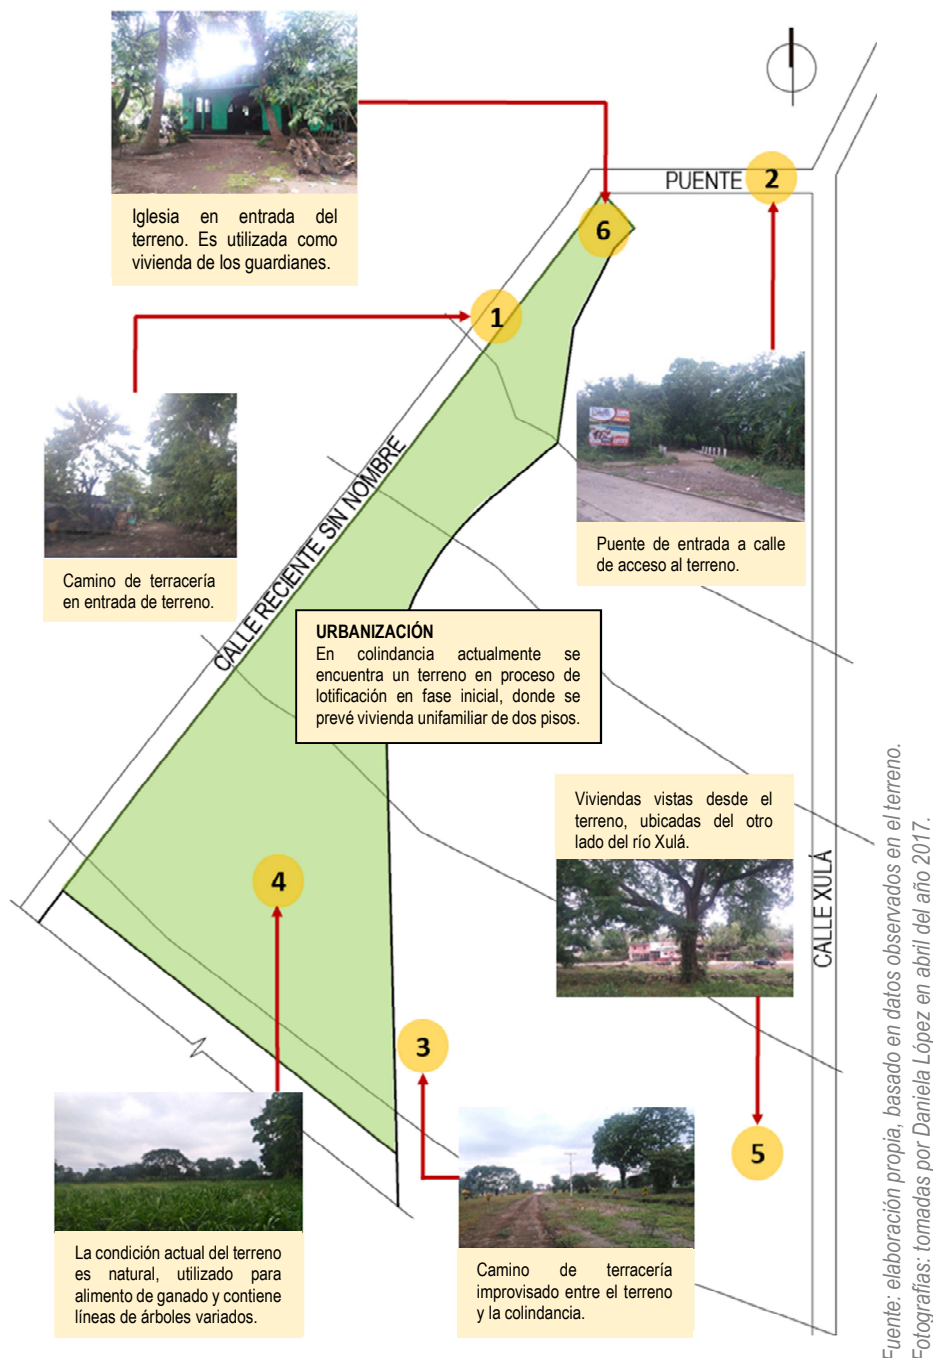 Iglesia en entrada del
terreno. Es utilizada como
vivienda de los guardianes.
PUENTE
2
6
1
Camino de terracería
en entrada de terreno.
CALLE RECIENTE SIN NOMBRE
Puente de entrada a calle
de acceso al terreno.
URBANIZACIÓN
En colindancia actualmente se
encuentra un terreno en proceso de
lotificación en fase inicial, donde se
prevé vivienda unifamiliar de dos pisos.
Viviendas vistas desde el
terreno, ubicadas del otro
lado del río Xulá.
4
CALLE XULÁ
3
5
La condición actual del terreno
es natural, utilizado para
alimento de ganado y contiene
líneas de árboles variados.
Camino de terracería
improvisado entre el terreno
y la colindancia.
Fuente: elaboración propia, basado en datos observados en el terreno.
Fotografías: tomadas por Daniela López en abril del año 2017.